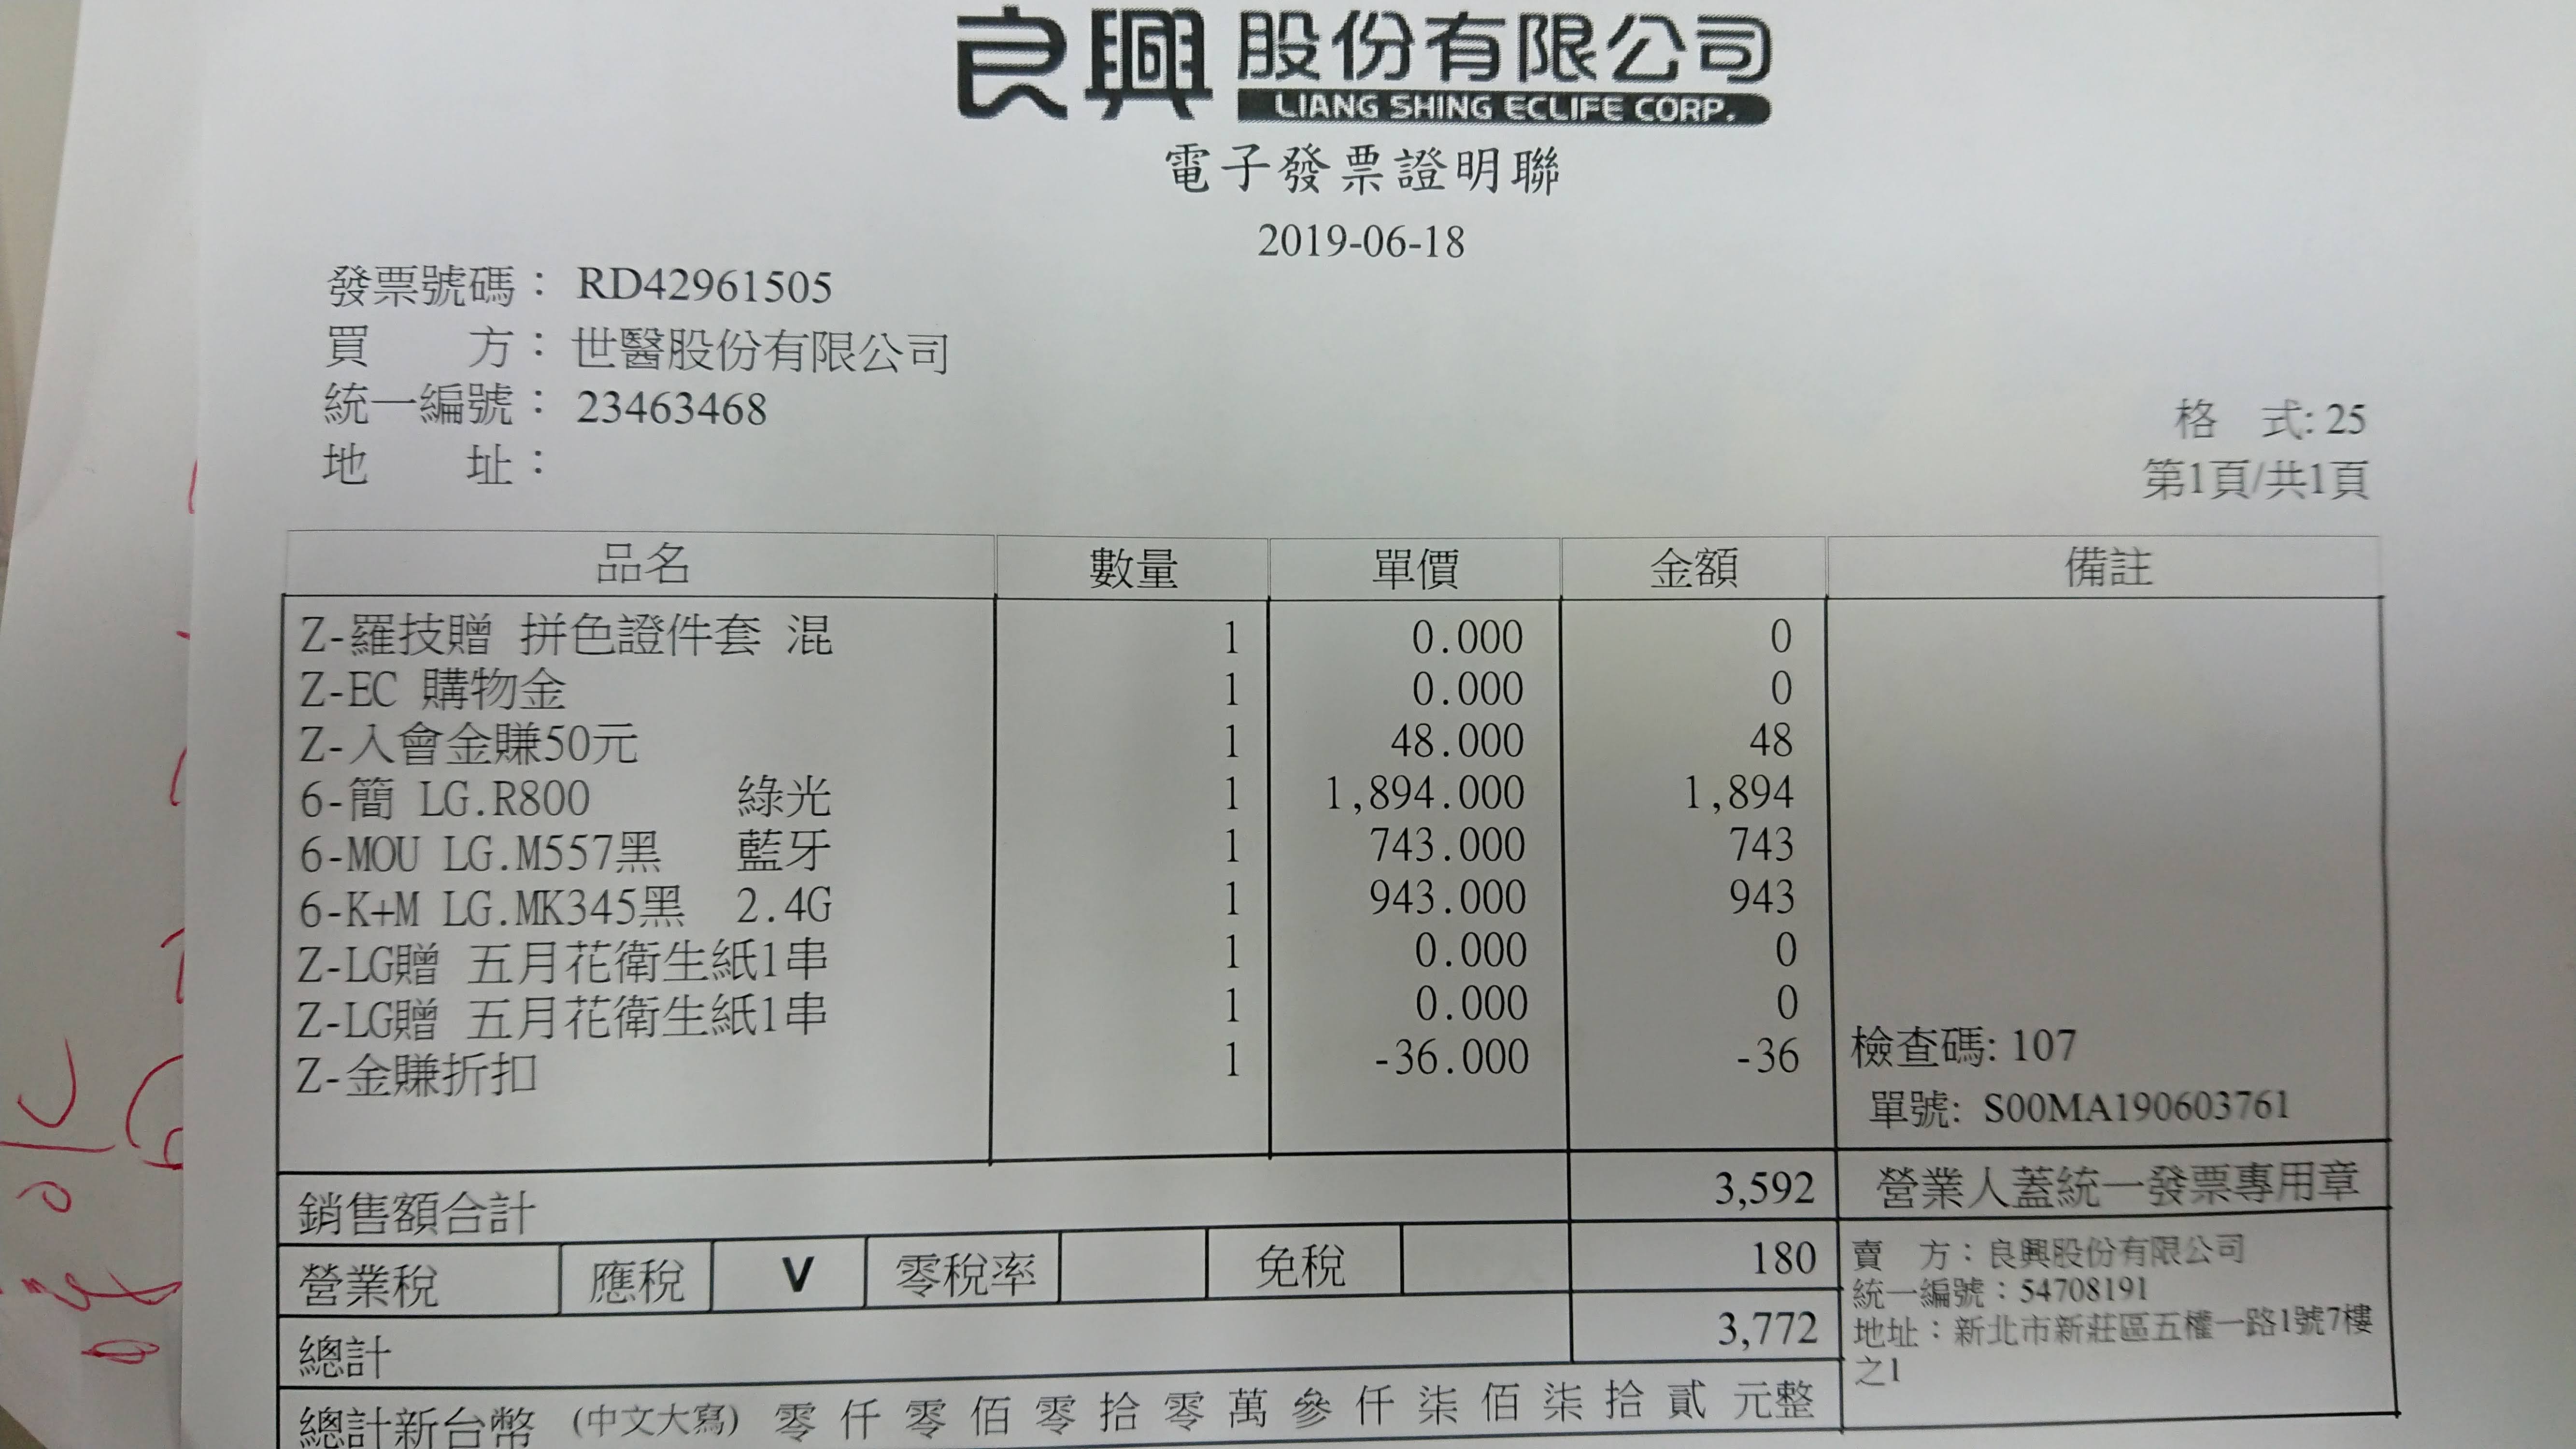 良興 股份有限公司
LIANG SHING ECLIFE CORP.
電子發票證明聯
2019-06-18
發票號碼： RD42961505
買　　方： 世醫股份有限公司
統一編號： 23463468
地　　址：
格　式: 25
第1頁/共1頁
品名 數量 單價 金額 備註
Z-羅技贈 拼色證件套 混 1 0.000 0
Z-EC 購物金 1 0.000 0
Z-入會金賺50元 1 48.000 48
6-簡 LG.R800 綠光 1 1,894.000 1,894
6-MOU LG.M557黑 藍牙 1 743.000 743
6-K+M LG.MK345黑 2.4G 1 943.000 943
Z-LG贈 五月花衛生紙1串 1 0.000 0
Z-LG贈 五月花衛生紙1串 1 0.000 0
Z-金賺折扣 1 -36.000 -36
檢查碼: 107
單號: S00MA190603761
銷售額合計 3,592 營業人蓋統一發票專用章
營業稅 應稅 V 零稅率 免稅 180
總計 3,772
賣　方：良興股份有限公司
統一編號：54708191
地址：新北市新莊區五權一路1號7樓
之1
總計新台幣 (中文大寫) 零 仟 零 佰 零 拾 零 萬 參 仟 柒 佰 柒 拾 貳 元整